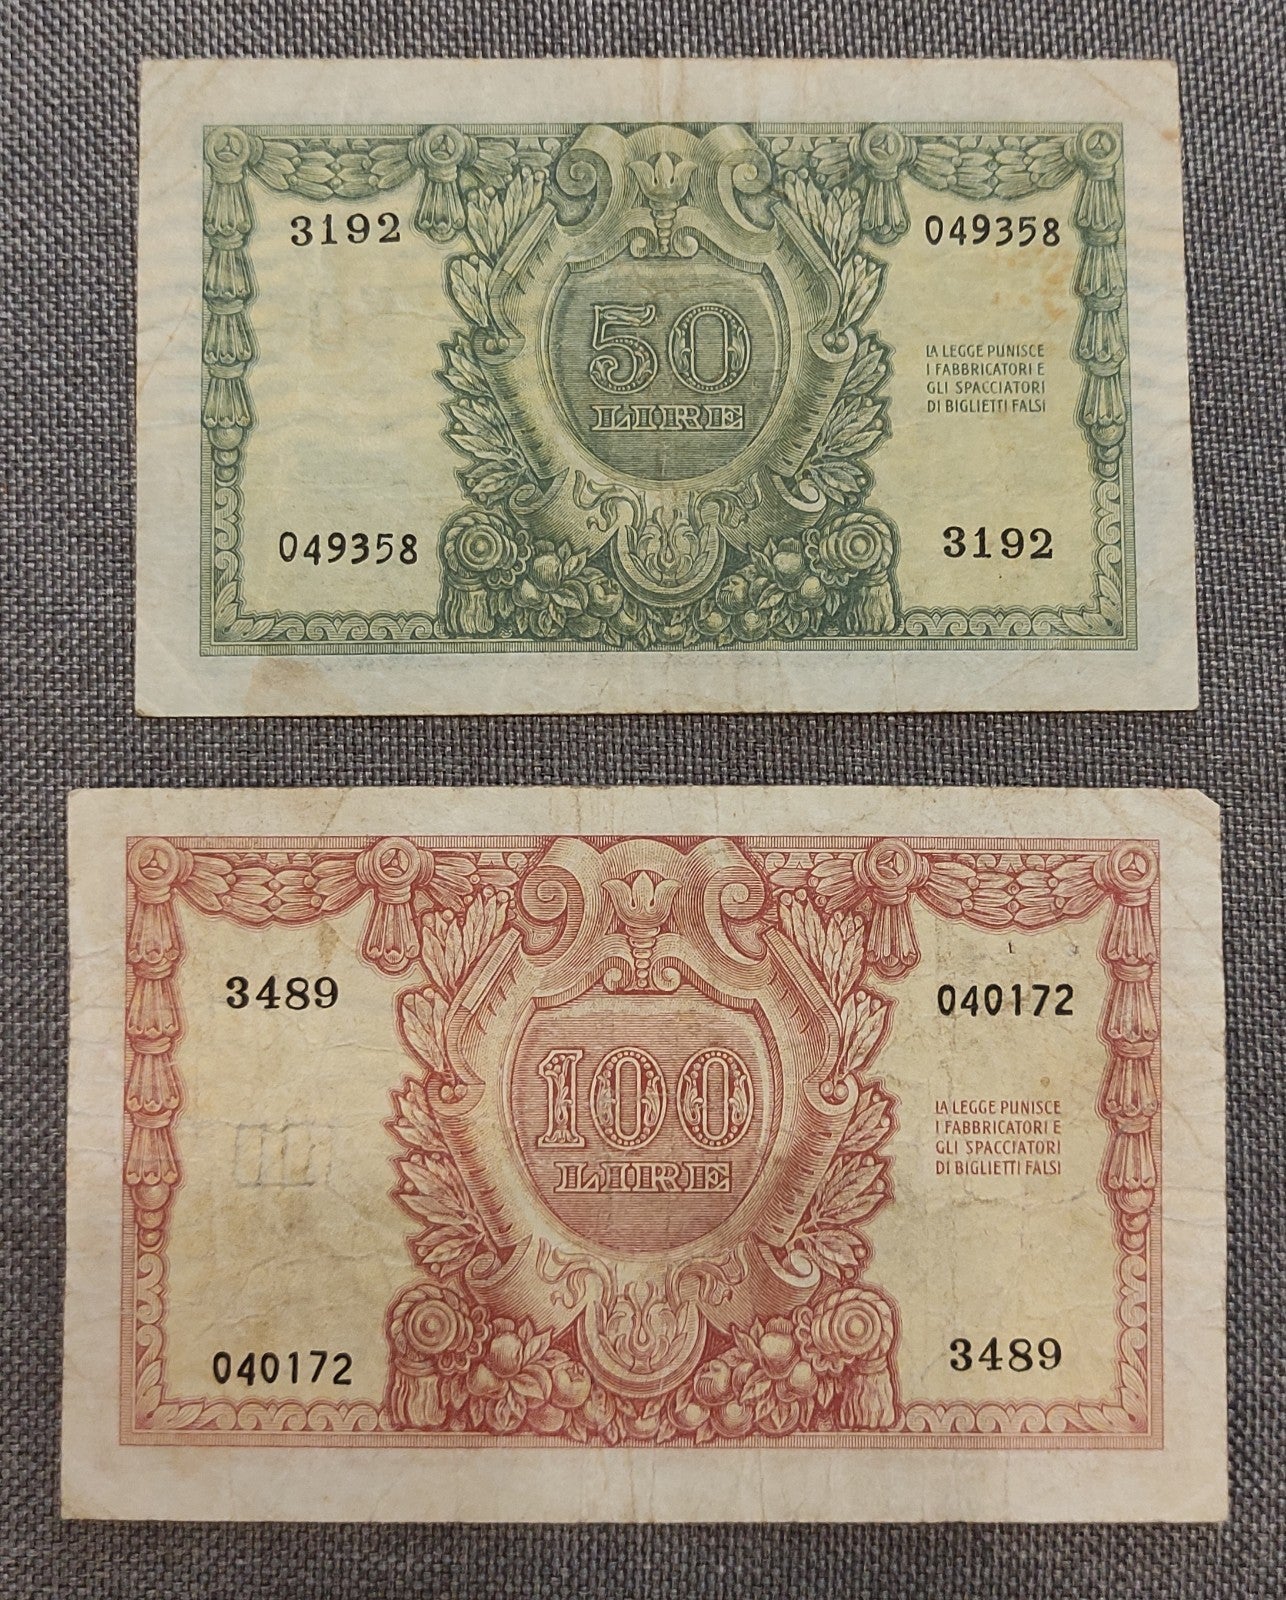 3192 049358
50
LIRE
LA LEGGE PUNISCE
I FABBRICATORI E
GLI SPACCIATORI
DI BIGLIETTI FALSI
049358 3192
3489 040172
100
LIRE
LA LEGGE PUNISCE
I FABBRICATORI E
GLI SPACCIATORI
DI BIGLIETTI FALSI
040172 3489